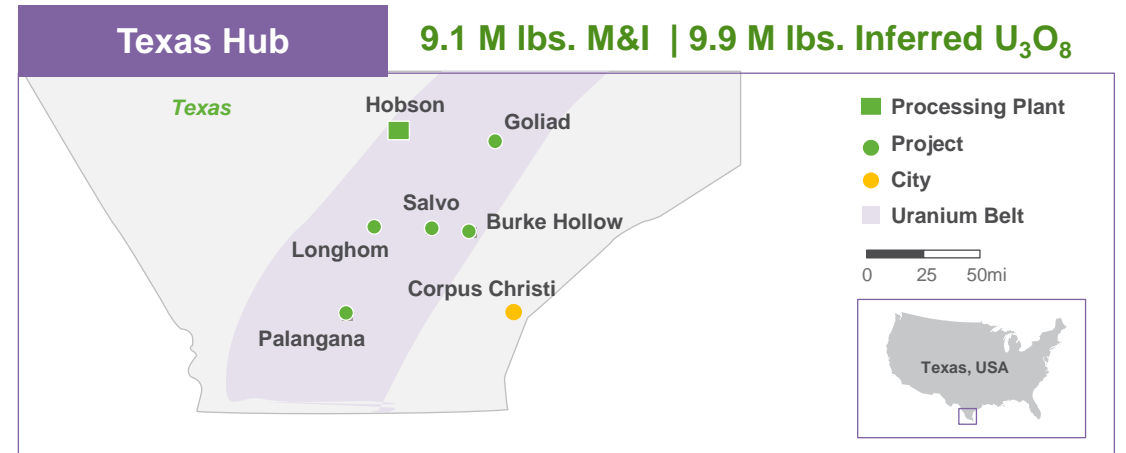 Texas Hub
9.1 M lbs. M&I | 9.9 M lbs. Inferred U₃O₈
Texas
Hobson
Goliad
Salvo
Burke Hollow
Longhom
Corpus Christi
Palangana
Processing Plant
Project
City
Uranium Belt
0 25 50mi
Texas, USA